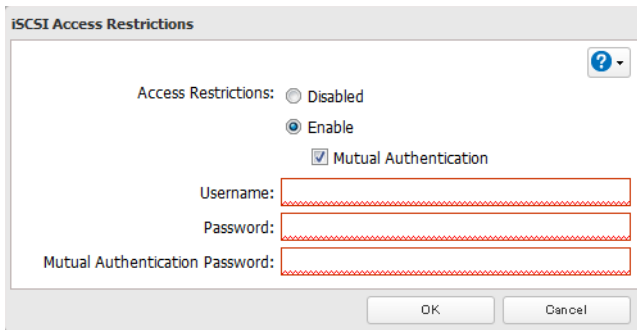 iSCSI Access Restrictions
?
Access Restrictions: Disabled
Enable
Mutual Authentication
Username:
Password:
Mutual Authentication Password:
OK Cancel